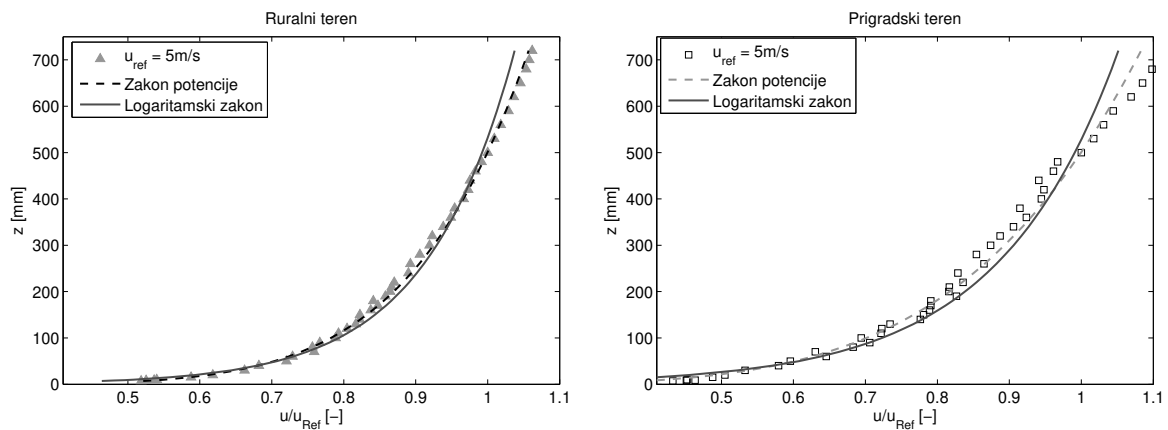 Ruralni teren
u_ref = 5m/s
Zakon potencije
Logaritamski zakon
700
600
500
400
300
200
100
0
z [mm]
0.5 0.6 0.7 0.8 0.9 1 1.1
u/u_Ref [–]
Prigradski teren
u_ref = 5m/s
Zakon potencije
Logaritamski zakon
700
600
500
400
300
200
100
0
z [mm]
0.5 0.6 0.7 0.8 0.9 1 1.1
u/u_Ref [–]